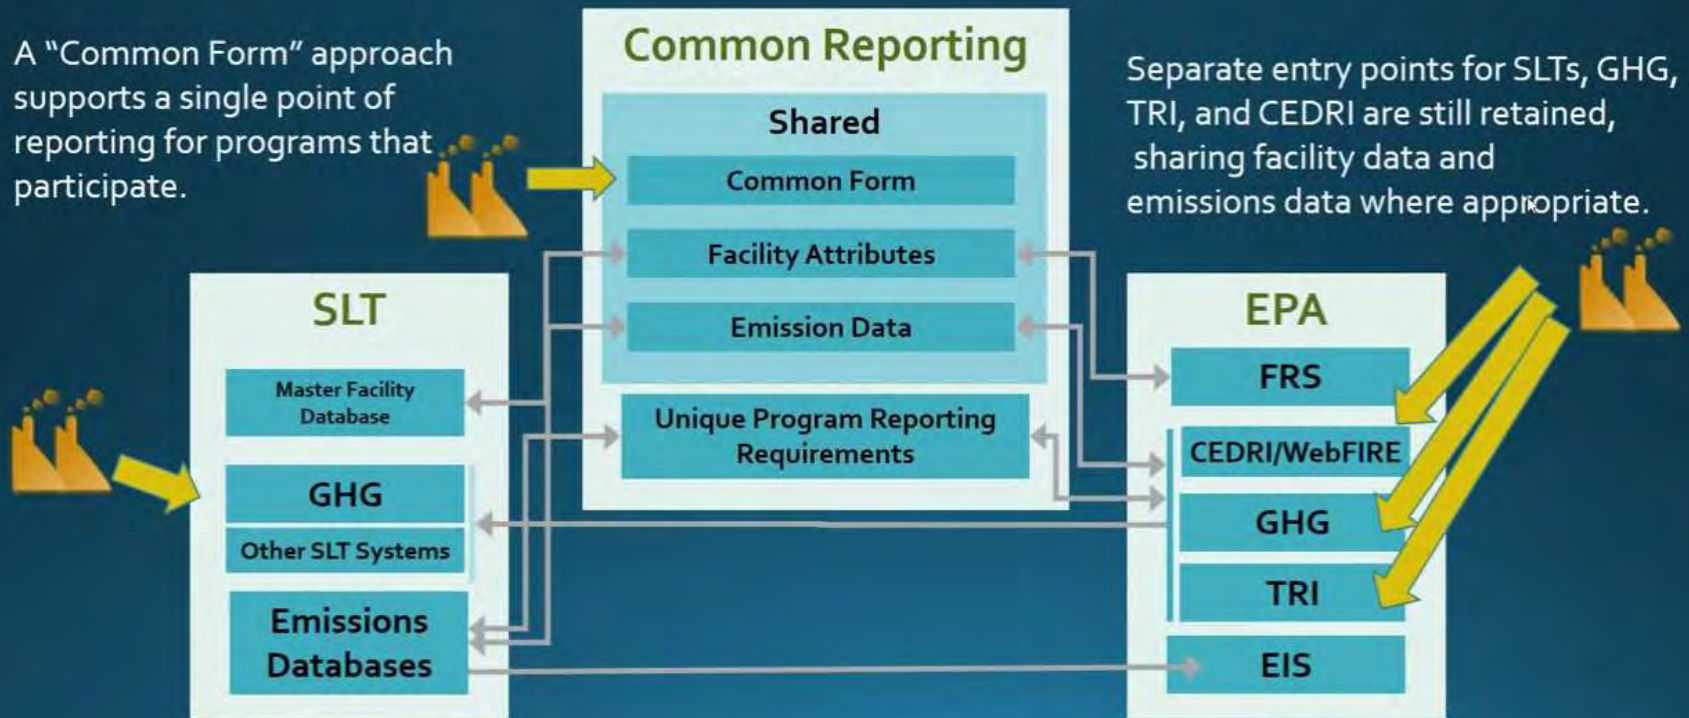 A “Common Form” approach
supports a single point of
reporting for programs that
participate.
Common Reporting
Shared
Common Form
Facility Attributes
Emission Data
Unique Program Reporting
Requirements
Separate entry points for SLTs, GHG,
TRI, and CEDRI are still retained,
sharing facility data and
emissions data where appropriate.
SLT
Master Facility
Database
GHG
Other SLT Systems
Emissions
Databases
EPA
FRS
CEDRI/WebFIRE
GHG
TRI
EIS